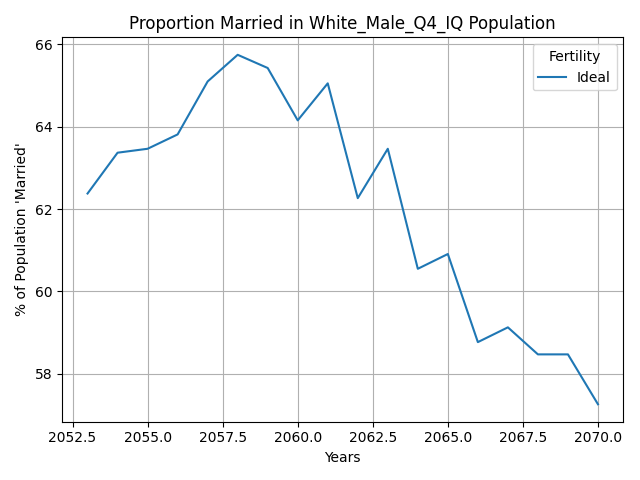 Proportion Married in White_Male_Q4_IQ Population
Fertility
Ideal
% of Population 'Married'
66
64
62
60
58
2052.5 2055.0 2057.5 2060.0 2062.5 2065.0 2067.5 2070.0
Years